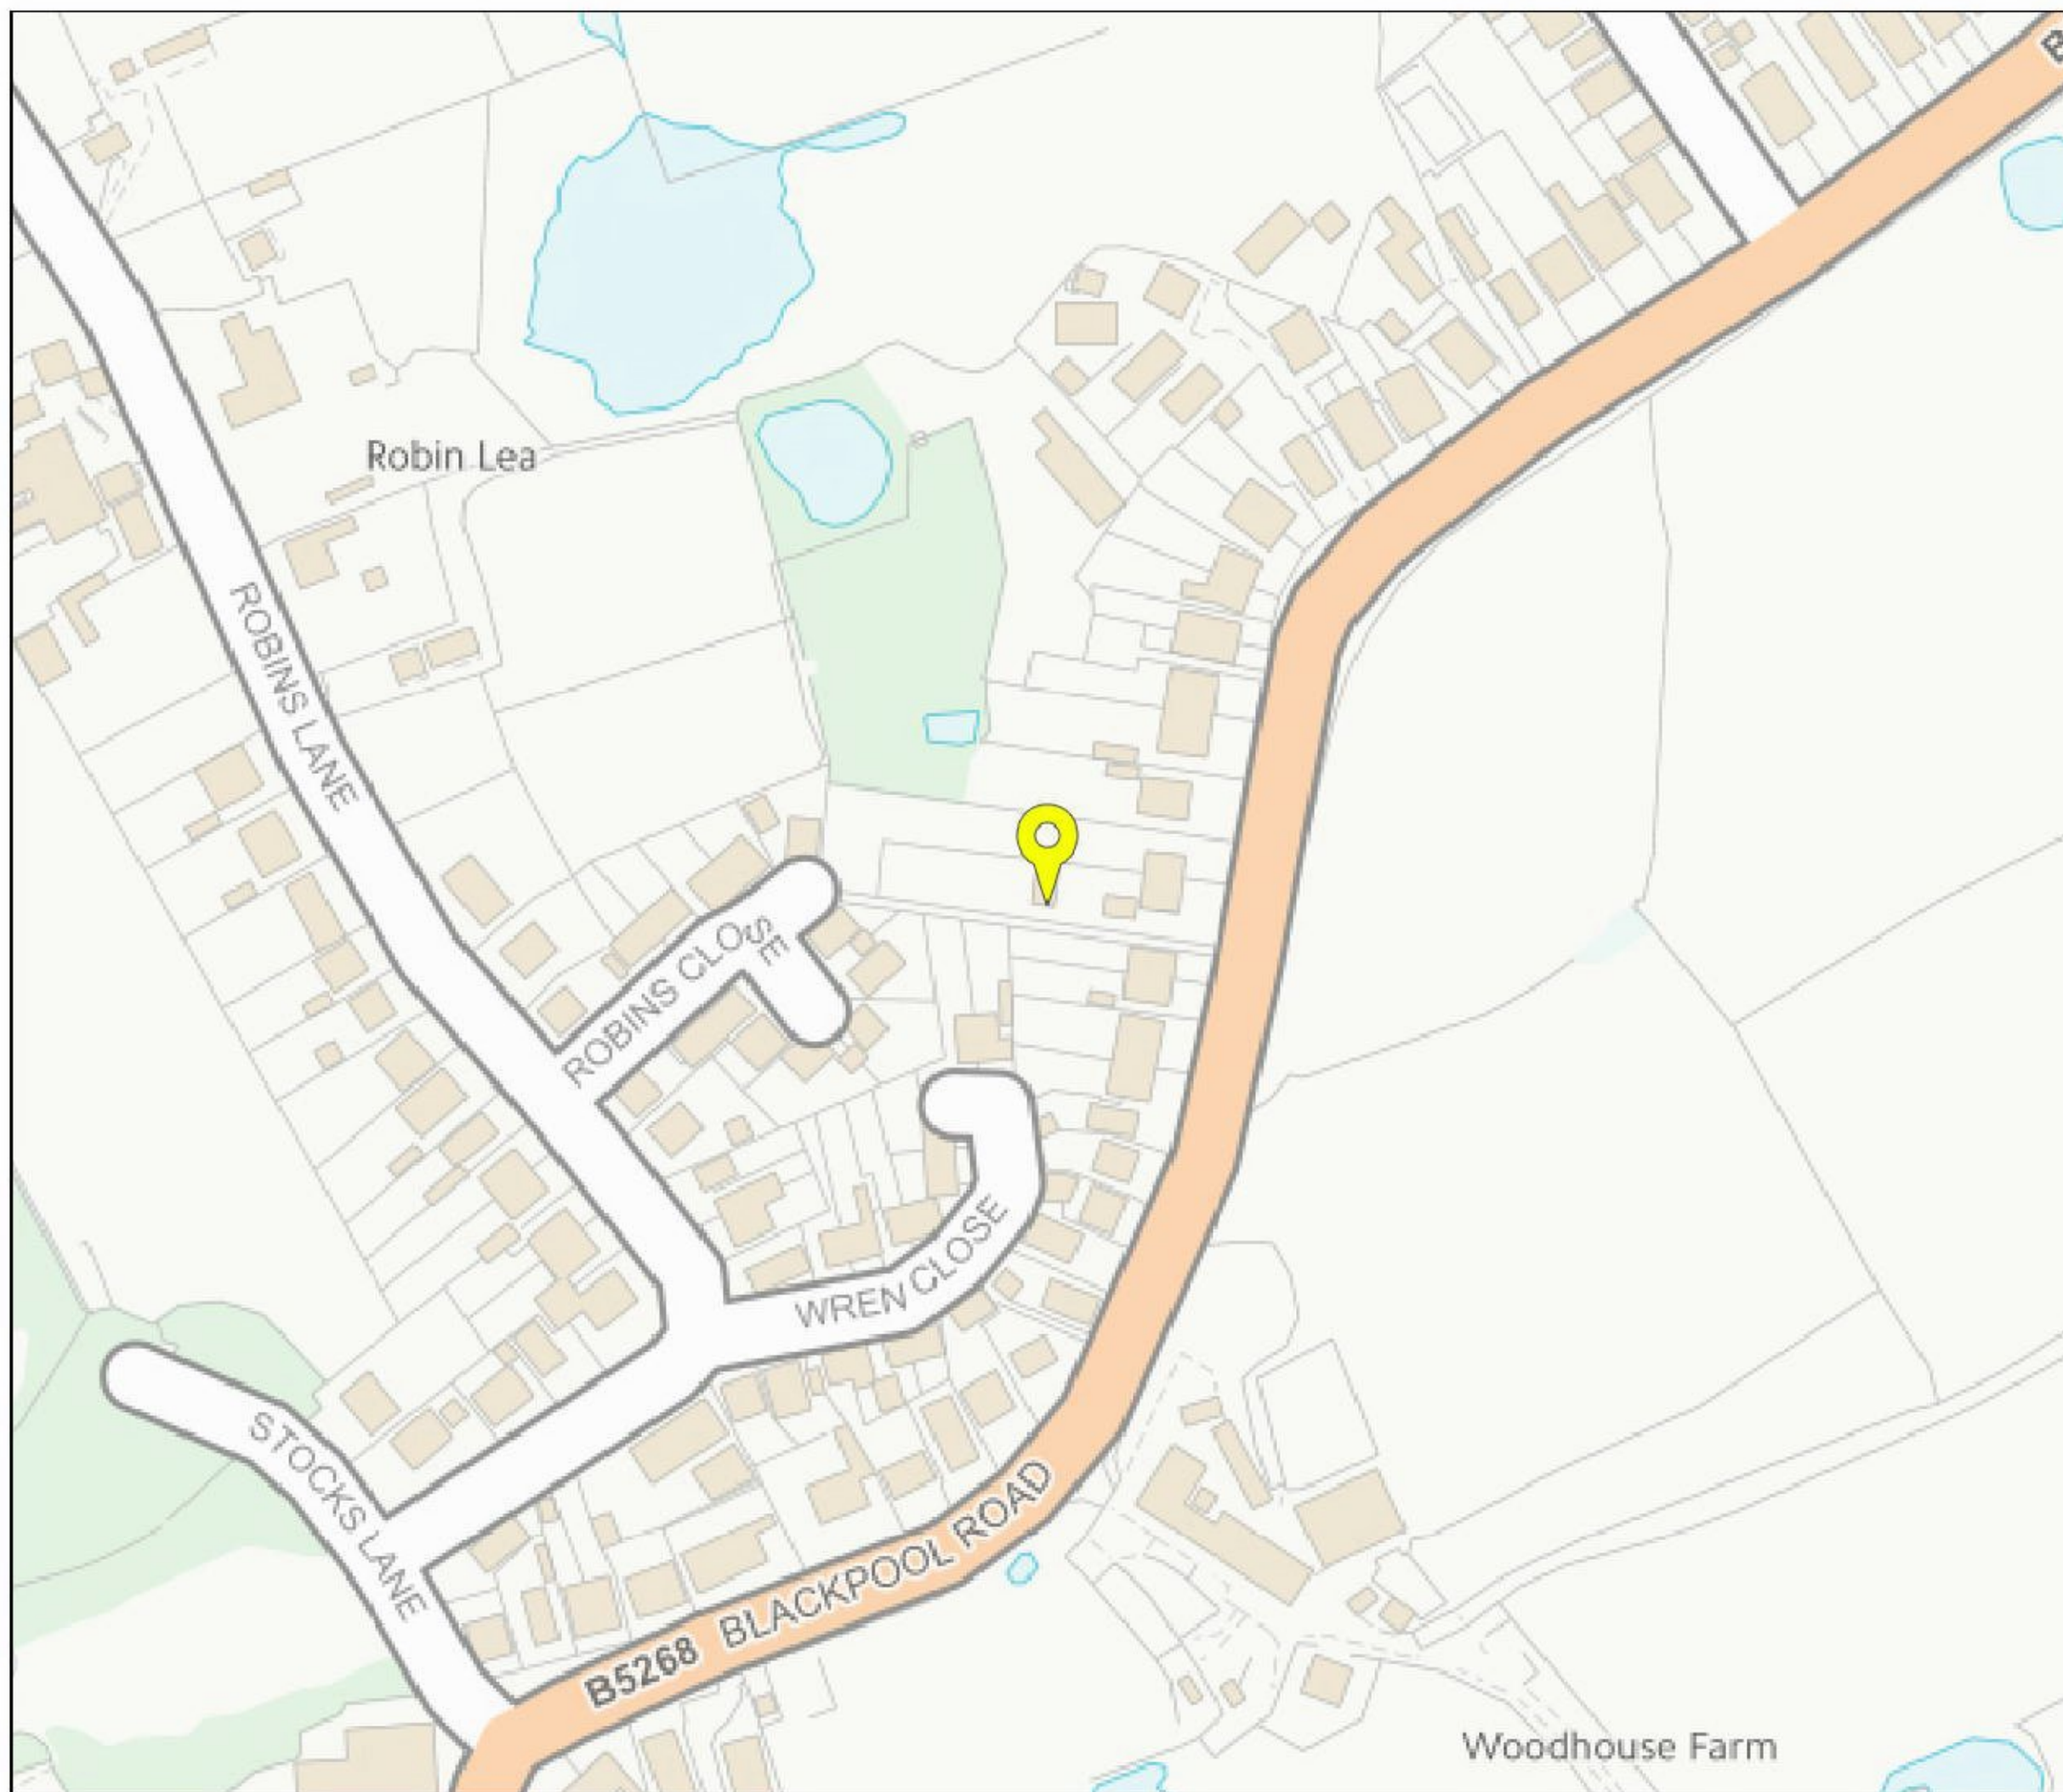 B
Robin Lea
ROBINS LANE
ROBINS CLOSE
WREN CLOSE
STOCKS LANE
B5268 BLACKPOOL ROAD
Woodhouse Farm